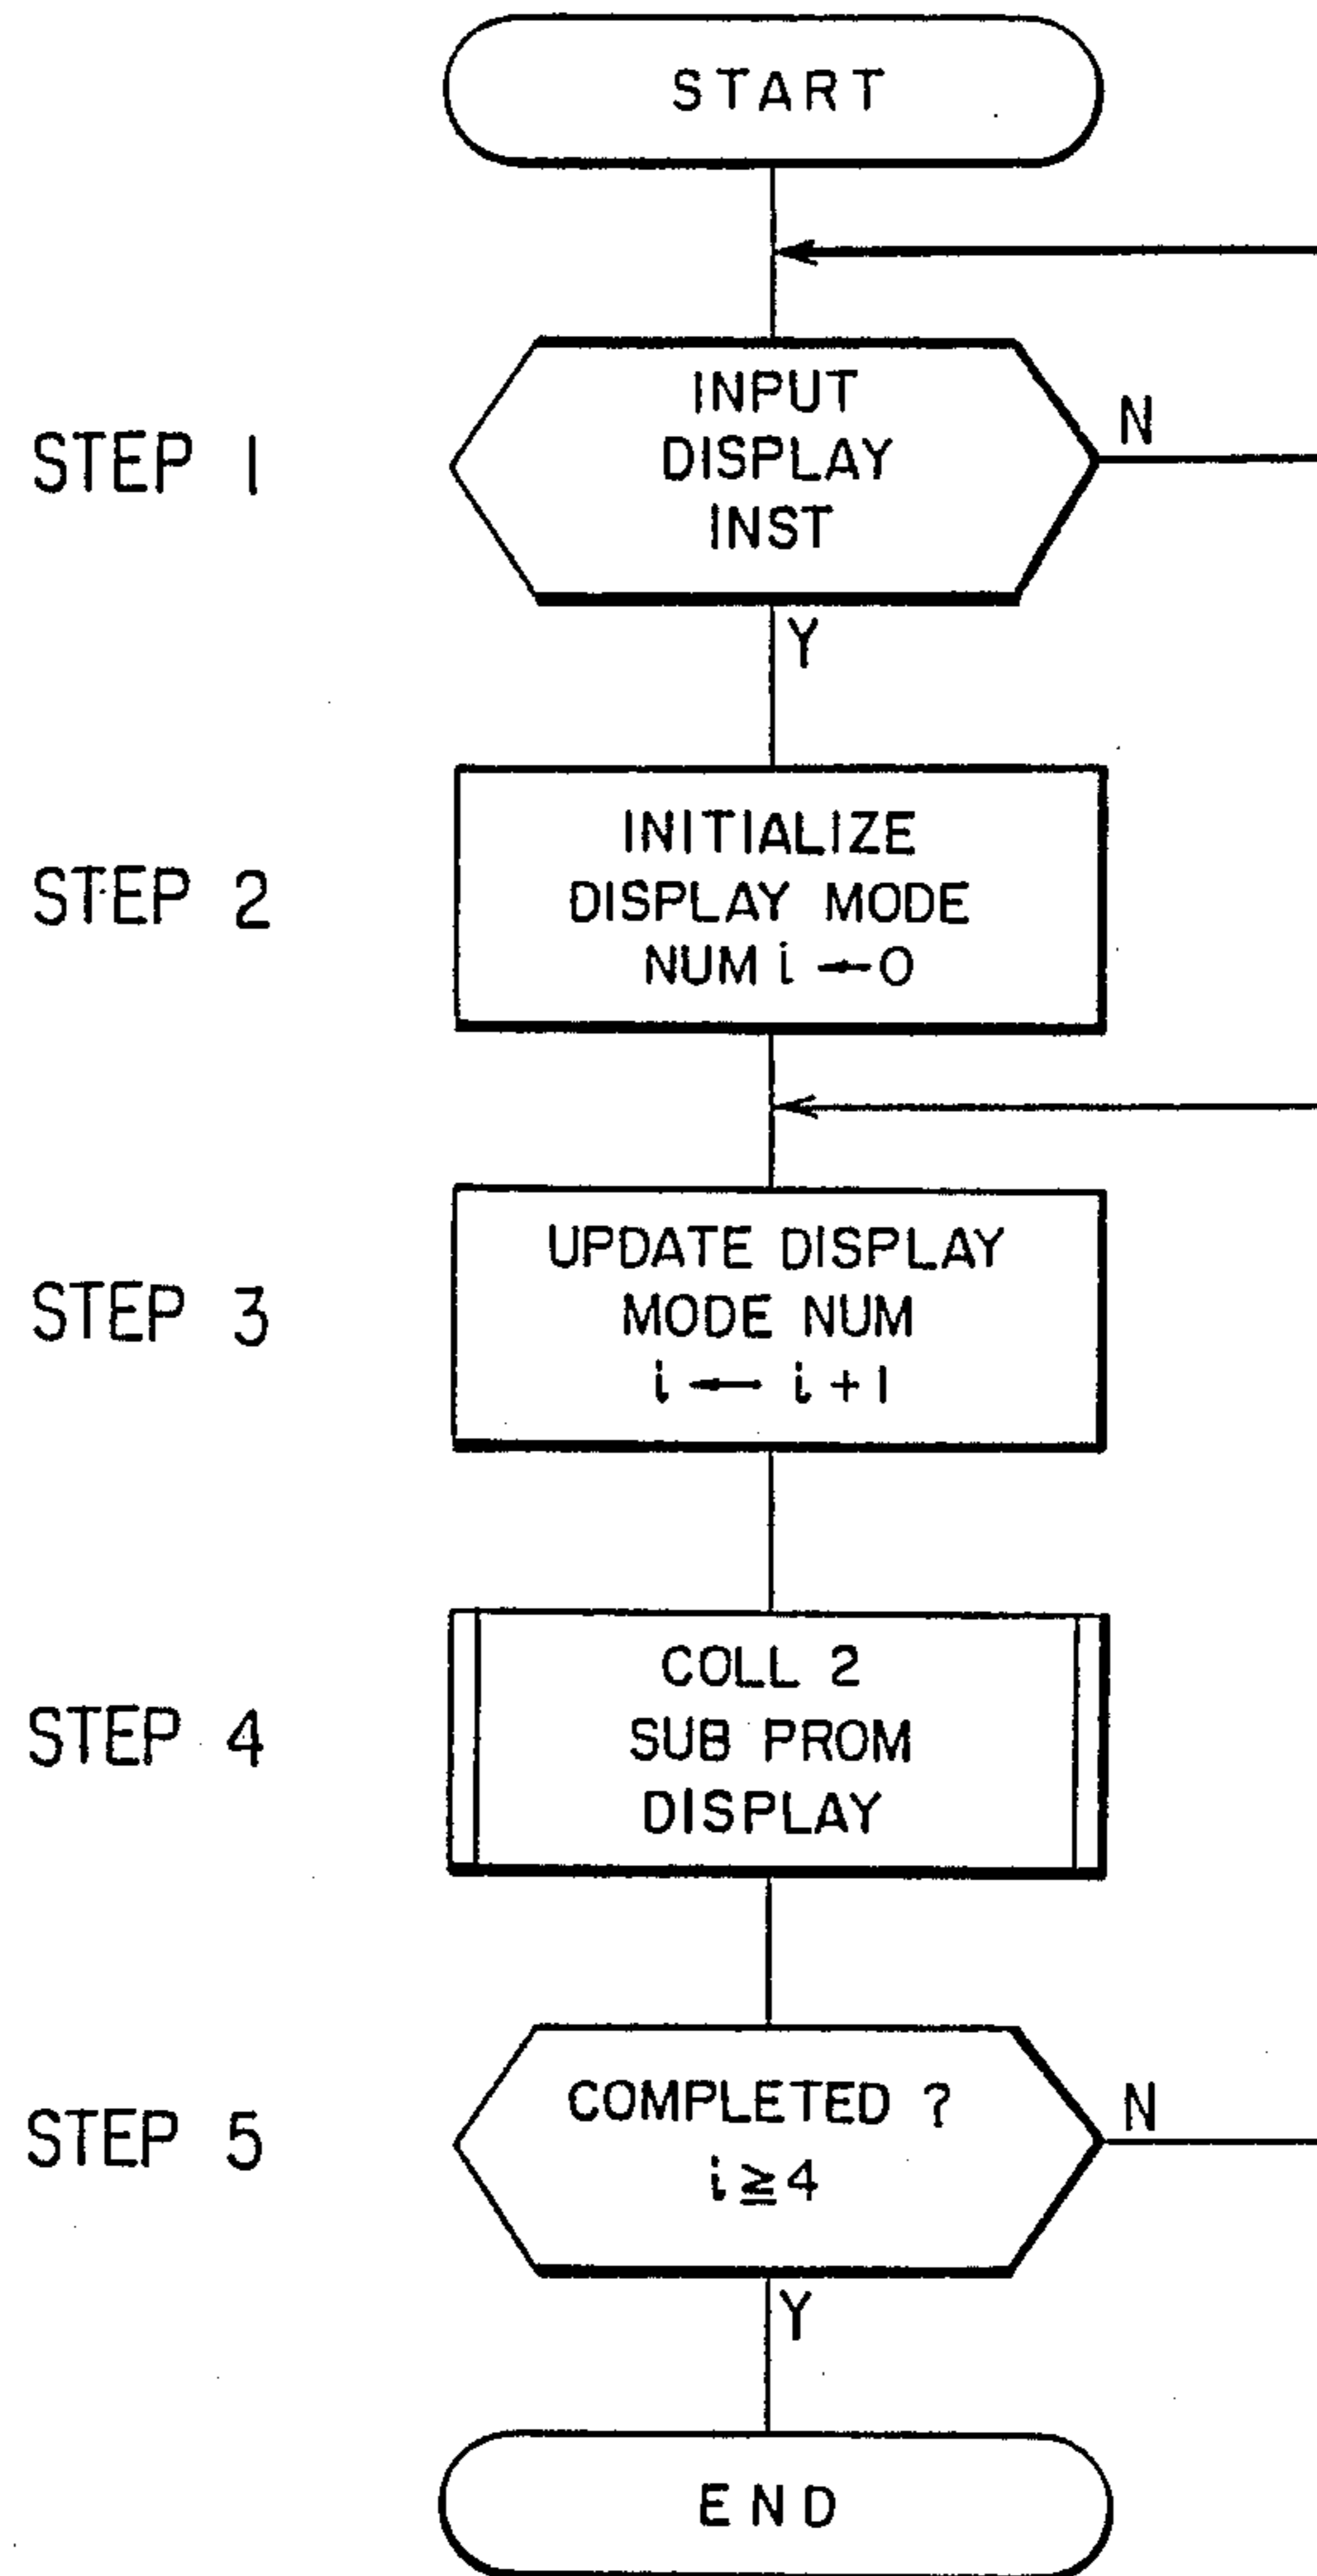 START
STEP 1
INPUT
DISPLAY
INST
N
Y
STEP 2
INITIALIZE
DISPLAY MODE
NUM i ← 0
STEP 3
UPDATE DISPLAY
MODE NUM
i ← i + 1
STEP 4
COLL 2
SUB PROM
DISPLAY
STEP 5
COMPLETED ?
i ≧ 4
N
Y
END